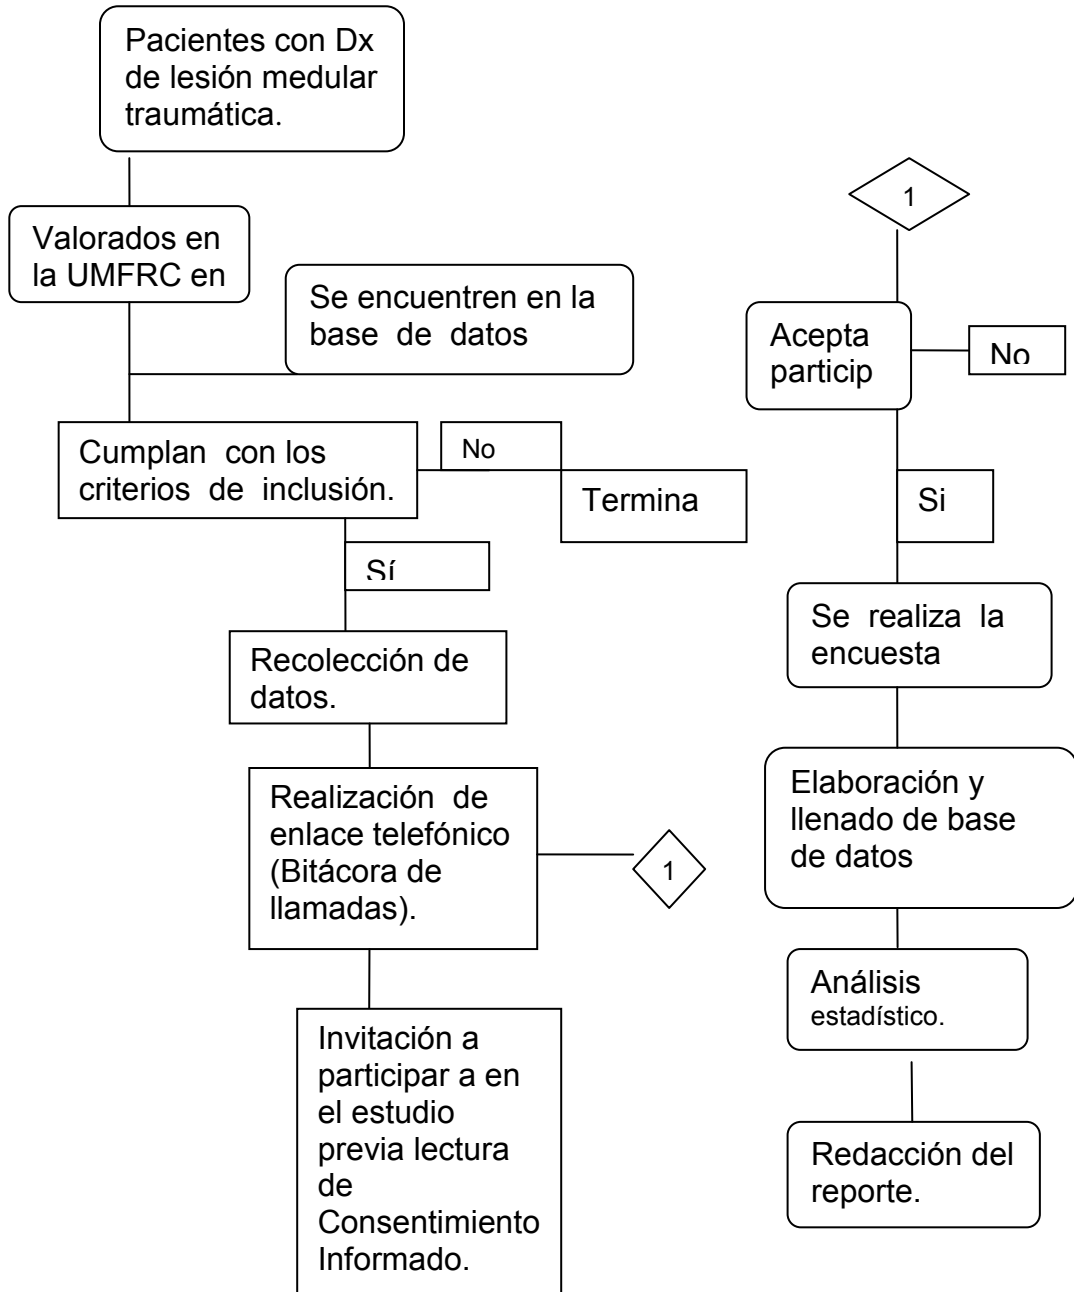 Pacientes con Dx
de lesión medular
traumática.
Valorados en
la UMFRC en
Se encuentren en la
base de datos
Cumplan con los
criterios de inclusión.
No
Termina
Sí
Recolección de
datos.
Realización de
enlace telefónico
(Bitácora de
llamadas).
1
Invitación a
participar a en
el estudio
previa lectura
de
Consentimiento
Informado.
1
Acepta
particip
No
Si
Se realiza la
encuesta
Elaboración y
llenado de base
de datos
Análisis
estadístico.
Redacción del
reporte.